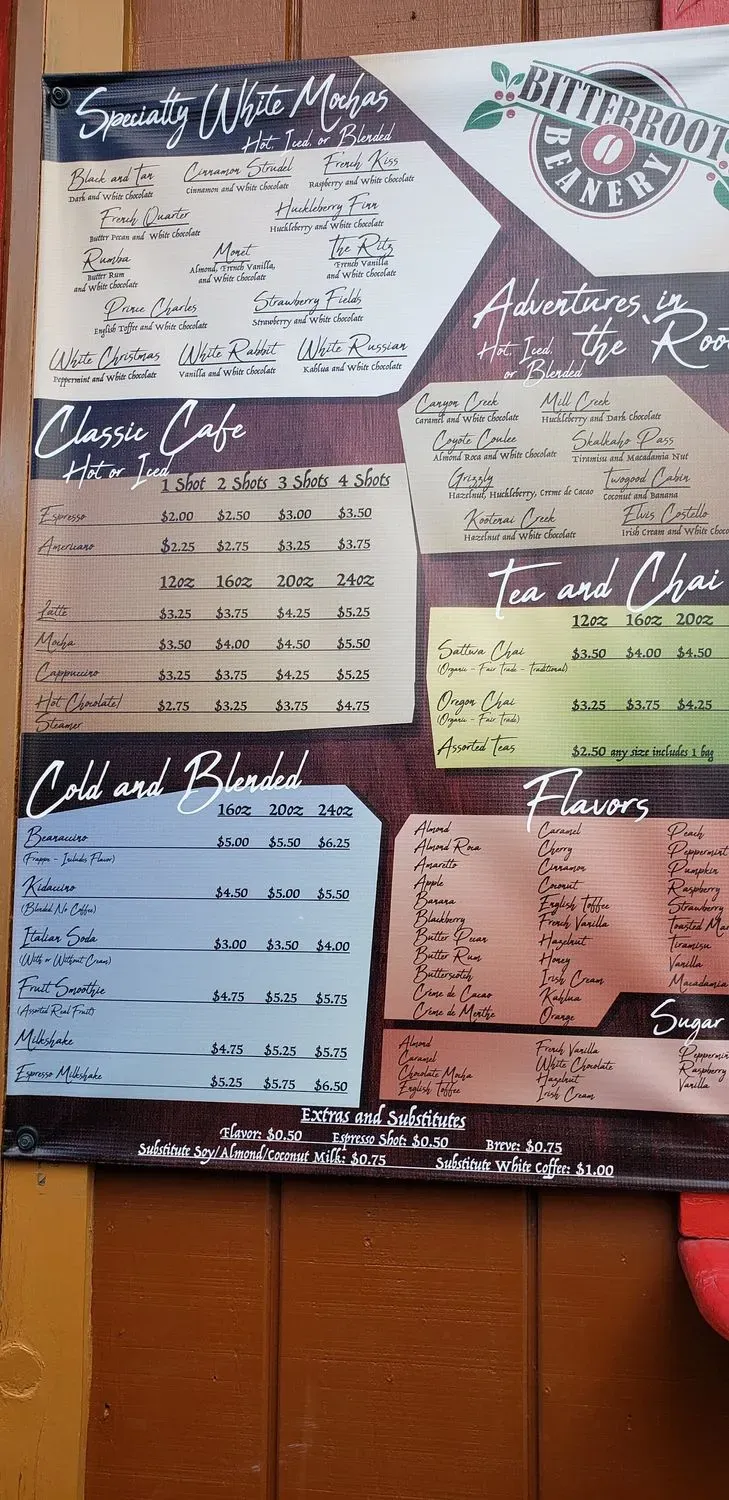 Specialty White Mochas
Hot, Iced, or Blended
Black and Tan
Dark and White Chocolate
Cinnamon Strudel
Cinnamon and White Chocolate
French Kiss
Raspberry and White Chocolate
French Quarter
Butter Pecan and White Chocolate
Huckleberry Finn
Huckleberry and White Chocolate
Rumba
Butter Rum
and White Chocolate
Monet
Almond, French Vanilla,
and White Chocolate
The Ritz
French Vanilla
and White Chocolate
Prince Charles
English Toffee and White Chocolate
Strawberry Fields
Strawberry and White Chocolate
White Christmas
Peppermint and White Chocolate
White Rabbit
Vanilla and White Chocolate
White Russian
Kahlua and White Chocolate
BITTERROOT
BEANERY
Adventures in
the 'Root
Hot, Iced,
or Blended
Canyon Creek
Caramel and White Chocolate
Mill Creek
Huckleberry and Dark Chocolate
Coyote Coulee
Almond Roca and White Chocolate
Skalkaho Pass
Tiramisu and Macadamia Nut
Grizzly
Hazelnut, Huckleberry, Creme de Cacao
Twogood Cabin
Coconut and Banana
Kootenai Creek
Hazelnut and White Chocolate
Elvis Costello
Irish Cream and White Choco
Classic Cafe
Hot or Iced
1 Shot 2 Shots 3 Shots 4 Shots
Espresso $2.00 $2.50 $3.00 $3.50
Americano $2.25 $2.75 $3.25 $3.75
12oz 16oz 20oz 24oz
Latte $3.25 $3.75 $4.25 $5.25
Mocha $3.50 $4.00 $4.50 $5.50
Cappuccino $3.25 $3.75 $4.25 $5.25
Hot Chocolate/ $2.75 $3.25 $3.75 $4.75
Steamer
Tea and Chai
12oz 16oz 20oz
Sattwa Chai $3.50 $4.00 $4.50
(Organic - Fair Trade - Traditional)
Oregon Chai $3.25 $3.75 $4.25
(Organic - Fair Trade)
Assorted Teas $2.50 any size includes 1 bag
Cold and Blended
16oz 20oz 24oz
Beanaccino $5.00 $5.50 $6.25
(Frappe - Includes Flavor)
Kidaccino $4.50 $5.00 $5.50
(Blended, No Coffee)
Italian Soda $3.00 $3.50 $4.00
(With or Without Cream)
Fruit Smoothie $4.75 $5.25 $5.75
(Assorted Real Fruit)
Milkshake $4.75 $5.25 $5.75
Espresso Milkshake $5.25 $5.75 $6.50
Flavors
Almond
Almond Roca
Amaretto
Apple
Banana
Blackberry
Butter Pecan
Butter Rum
Butterscotch
Créme de Cacao
Créme de Menthe
Caramel
Cherry
Cinnamon
Coconut
English Toffee
French Vanilla
Hazelnut
Honey
Irish Cream
Kahlua
Orange
Peach
Peppermint
Pumpkin
Raspberry
Strawberry
Toasted Mar
Tiramisu
Vanilla
Macadamia
Sugar
Almond
Caramel
Chocolate Mocha
English Toffee
French Vanilla
White Chocolate
Hazelnut
Irish Cream
Peppermin
Raspberry
Vanilla
Extras and Substitutes
Flavor: $0.50 Espresso Shot: $0.50 Breve: $0.75
Substitute Soy/Almond/Coconut Milk: $0.75 Substitute White Coffee: $1.00